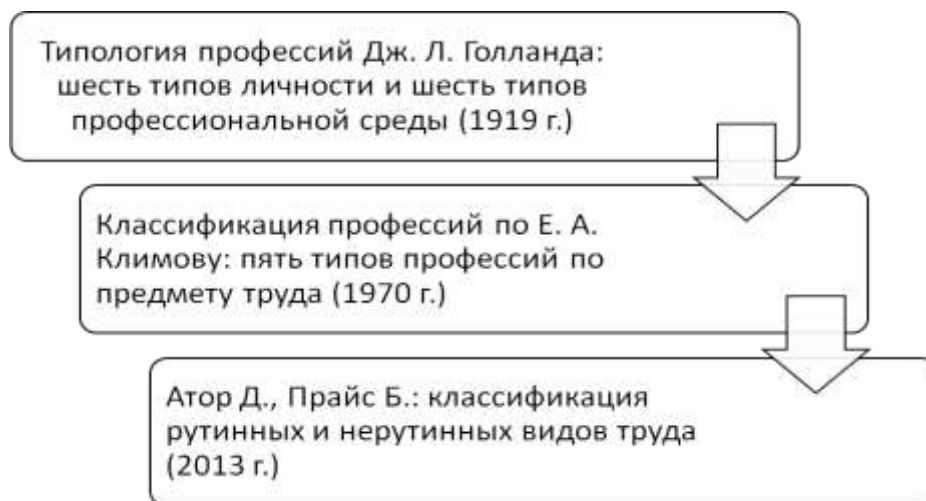 Типология профессий Дж. Л. Голланда:
шесть типов личности и шесть типов
профессиональной среды (1919 г.)
Классификация профессий по Е. А.
Климову: пять типов профессий по
предмету труда (1970 г.)
Атор Д., Прайс Б.: классификация
рутинных и нерутинных видов труда
(2013 г.)